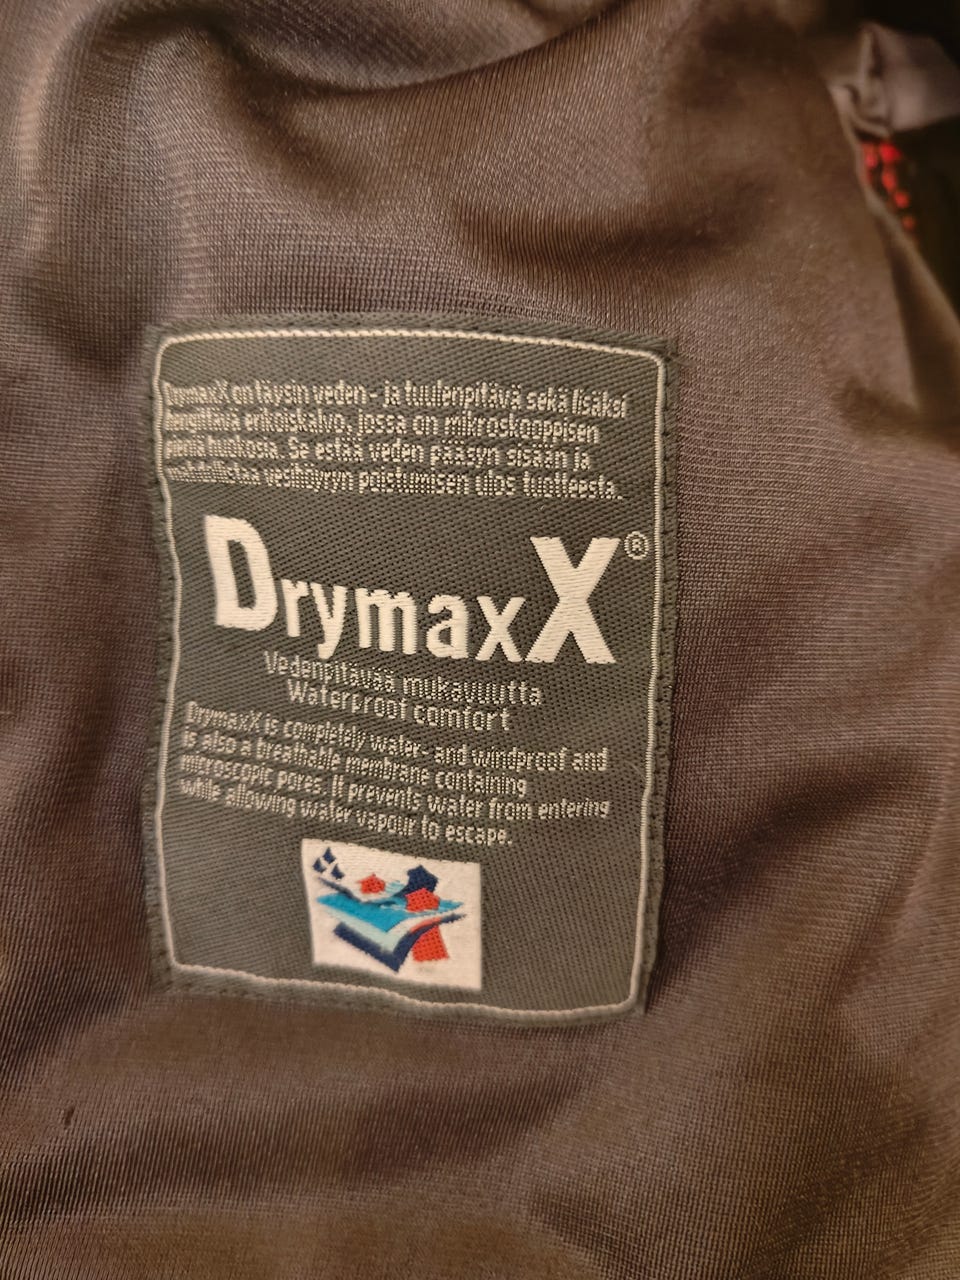 DrymaxX on täysin veden - ja tuulenpitävä sekä lisäksi
hengittävä erikoiskalvo, jossa on mikroskooppisen
pieniä huokosia. Se estää veden pääsyn sisään ja
vesihöyryn poistumisen ulos tuotteesta.
DrymaxX®
Vedenpitävää mukavuutta
Waterproof comfort
DrymaxX is completely water- and windproof and
is also a breathable membrane containing
microscopic pores. It prevents water from entering
while allowing water vapour to escape.